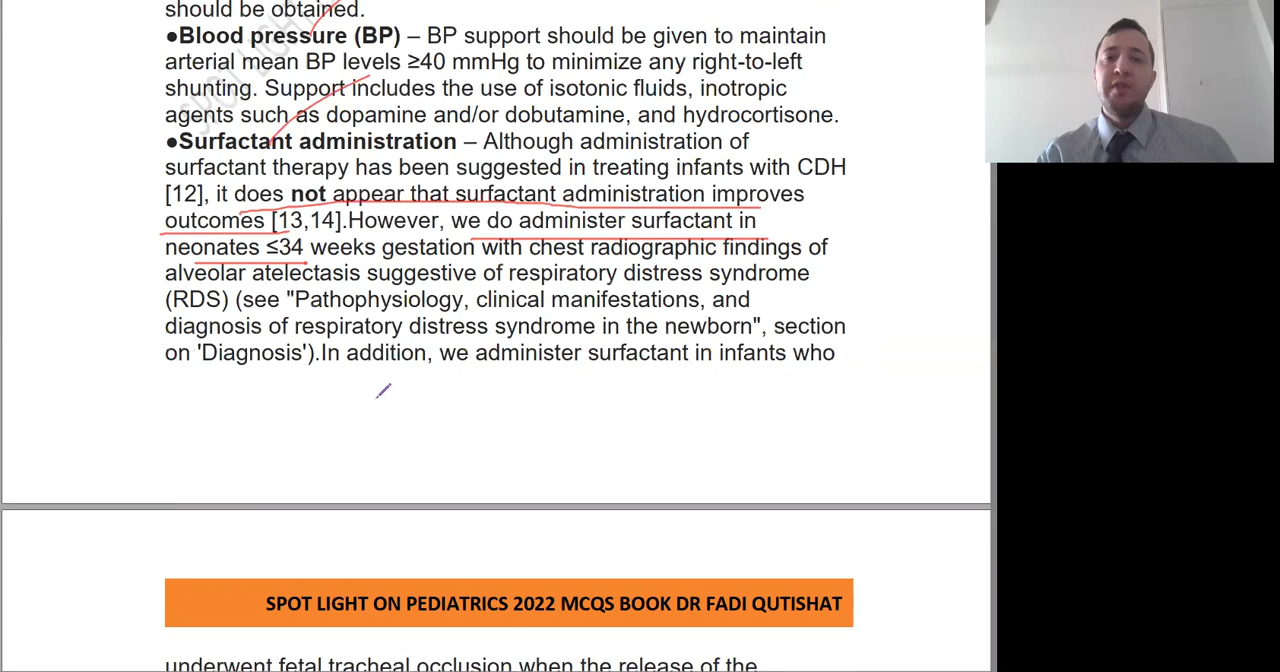 should be obtained.
●Blood pressure (BP) – BP support should be given to maintain
arterial mean BP levels ≥40 mmHg to minimize any right-to-left
shunting. Support includes the use of isotonic fluids, inotropic
agents such as dopamine and/or dobutamine, and hydrocortisone.
●Surfactant administration – Although administration of
surfactant therapy has been suggested in treating infants with CDH
[12], it does not appear that surfactant administration improves
outcomes [13,14].However, we do administer surfactant in
neonates ≤34 weeks gestation with chest radiographic findings of
alveolar atelectasis suggestive of respiratory distress syndrome
(RDS) (see "Pathophysiology, clinical manifestations, and
diagnosis of respiratory distress syndrome in the newborn", section
on 'Diagnosis').In addition, we administer surfactant in infants who
SPOT LIGHT
SPOT LIGHT ON PEDIATRICS 2022 MCQS BOOK DR FADI QUTISHAT
underwent fetal tracheal occlusion when the release of the